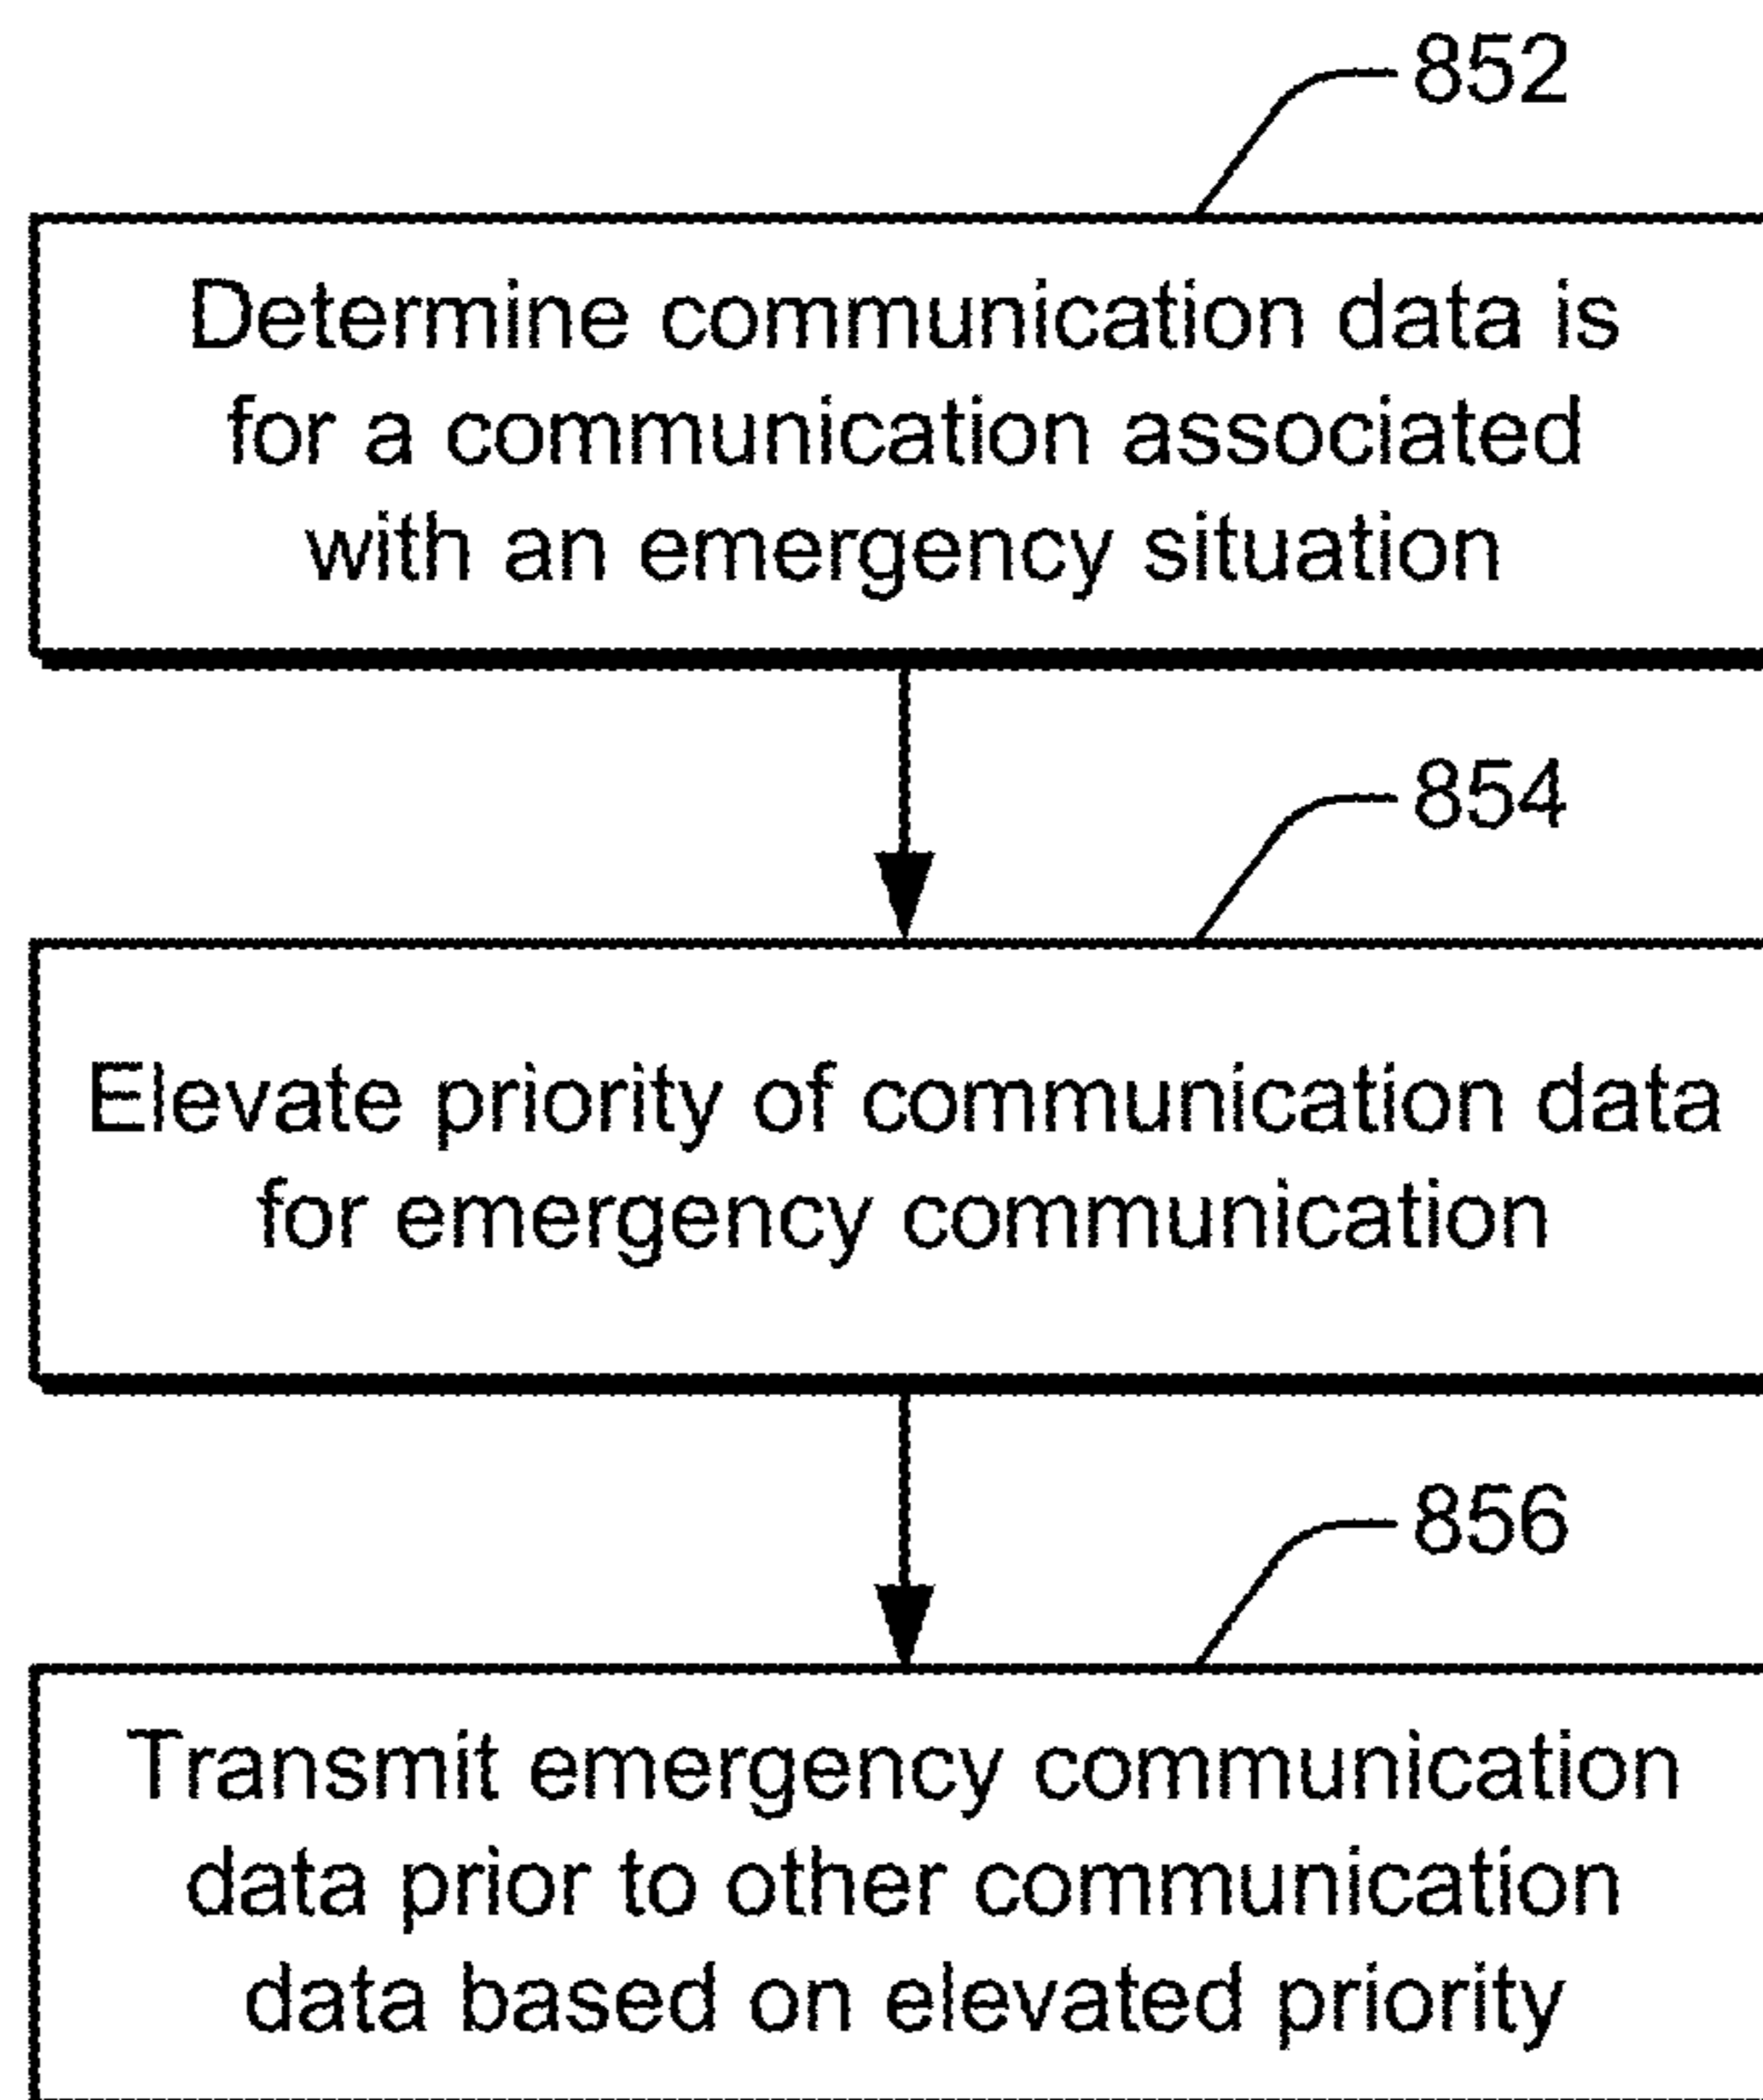 852
Determine communication data is
for a communication associated
with an emergency situation
854
Elevate priority of communication data
for emergency communication
856
Transmit emergency communication
data prior to other communication
data based on elevated priority